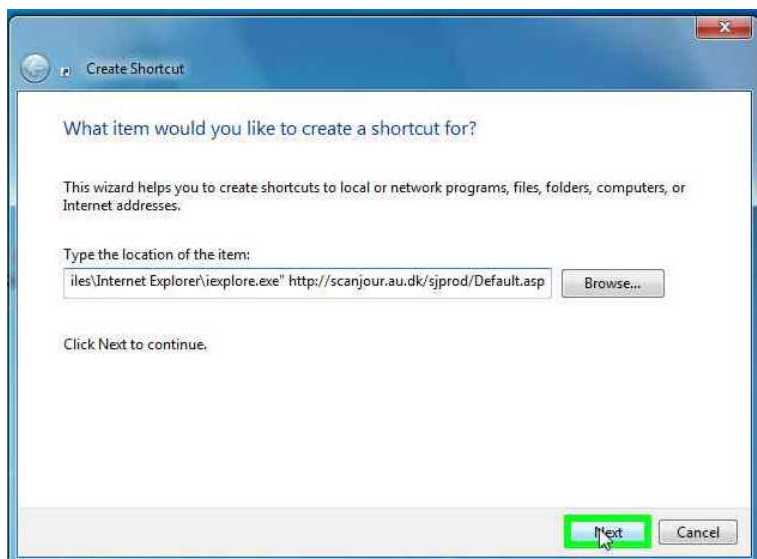 Create Shortcut
What item would you like to create a shortcut for?
This wizard helps you to create shortcuts to local or network programs, files, folders, computers, or
Internet addresses.
Type the location of the item:
iles\Internet Explorer\iexplore.exe" http://scanjour.au.dk/sjprod/Default.asp
Browse...
Click Next to continue.
Next
Cancel